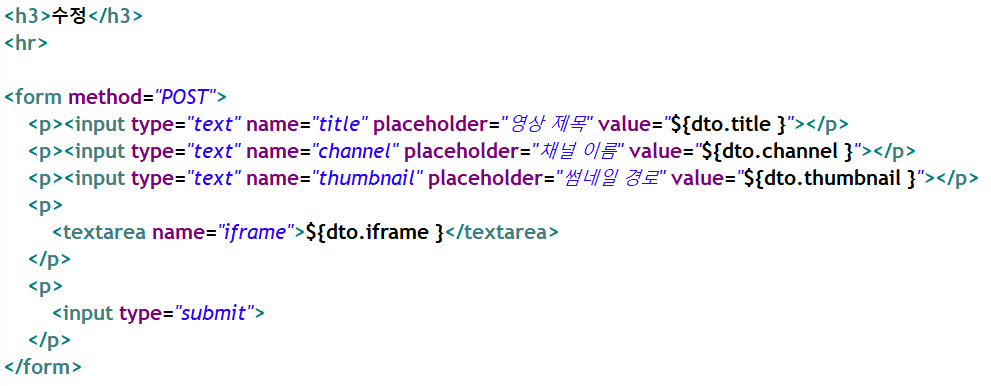 <h3>수정</h3>
<hr>
<form method="POST">
<p><input type="text" name="title" placeholder="영상 제목" value="${dto.title }"></p>
<p><input type="text" name="channel" placeholder="채널 이름" value="${dto.channel }"></p>
<p><input type="text" name="thumbnail" placeholder="썸네일 경로" value="${dto.thumbnail }"></p>
<p>
<textarea name="iframe">${dto.iframe }</textarea>
</p>
<p>
<input type="submit">
</p>
</form>